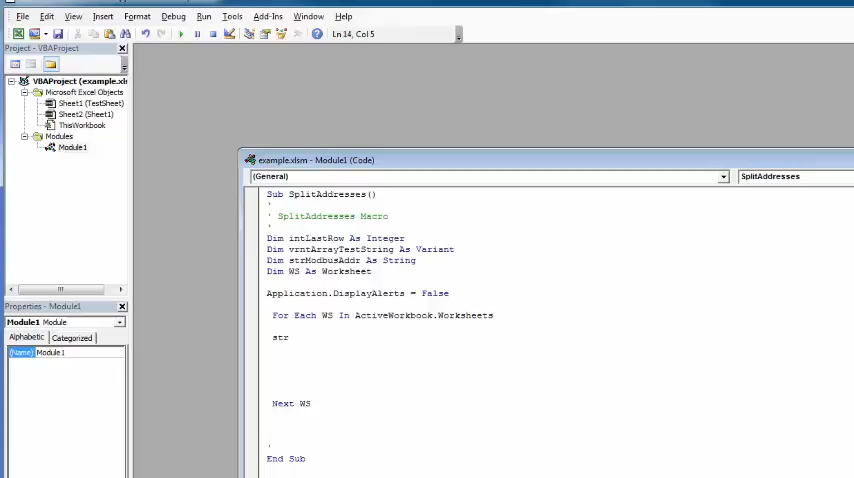 File Edit View Insert Format Debug Run Tools Add-Ins Window Help
Ln 14, Col 5
Project - VBAProject
VBAProject (example.xls
Microsoft Excel Objects
Sheet1 (TestSheet)
Sheet2 (Sheet1)
ThisWorkbook
Modules
Module1
Properties - Module1
Module1 Module
Alphabetic Categorized
(Name) Module1
example.xlsm - Module1 (Code)
(General) SplitAddresses
Sub SplitAddresses()
'
' SplitAddresses Macro
'
Dim intLastRow As Integer
Dim vrntArrayTestString As Variant
Dim strModbusAddr As String
Dim WS As Worksheet
Application.DisplayAlerts = False
For Each WS In ActiveWorkbook.Worksheets
str
Next WS
'
End Sub